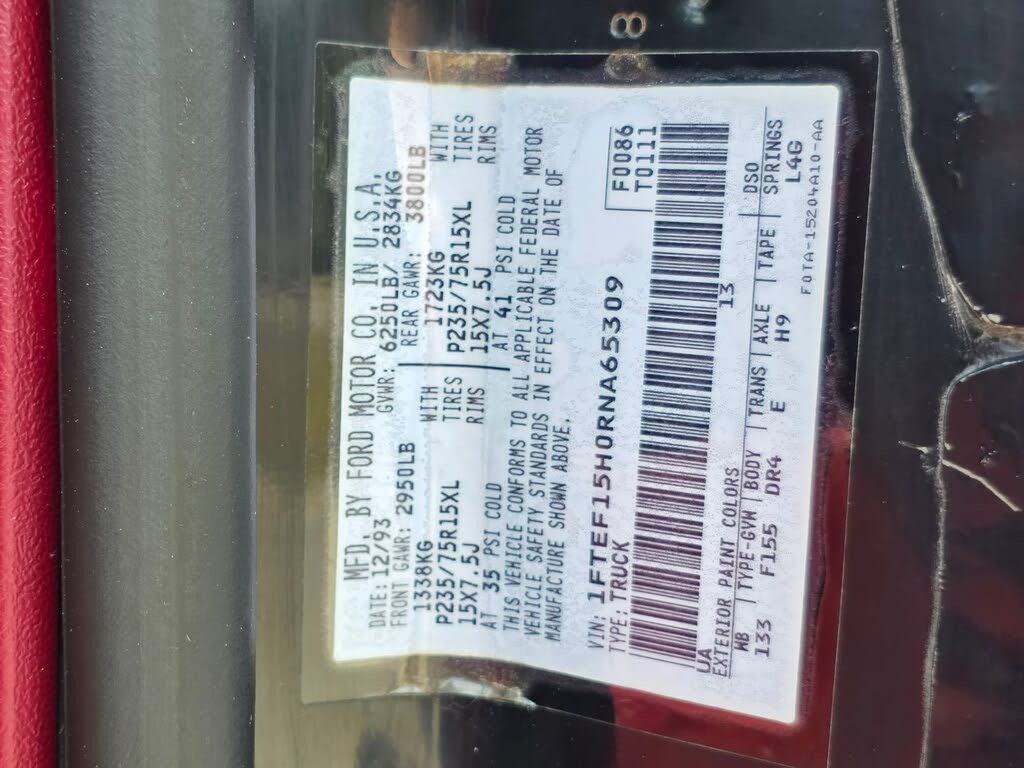 8
MFD. BY FORD MOTOR CO. IN U.S.A.
DATE: 12/93 GVWR: 6250LB/ 2834KG
FRONT GAWR: 2950LB REAR GAWR: 3800LB
1338KG WITH 1723KG WITH
P235/75R15XL TIRES P235/75R15XL TIRES
15X7.5J RIMS 15X7.5J RIMS
AT 35 PSI COLD AT 41 PSI COLD
THIS VEHICLE CONFORMS TO ALL APPLICABLE FEDERAL MOTOR
VEHICLE SAFETY STANDARDS IN EFFECT ON THE DATE OF
MANUFACTURE SHOWN ABOVE.
F0086
T0111
VIN: 1FTEF15H0RNA65309
TYPE: TRUCK
UA 13
EXTERIOR PAINT COLORS DSO
WB TYPE-GVW BODY TRANS AXLE TAPE SPRINGS
133 F155 DR4 E H9 L4G
F0TA-15204A10-AA